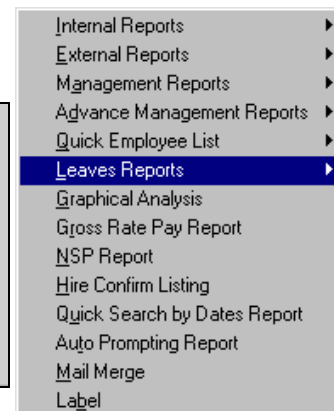 Internal Reports
External Reports
Management Reports
Advance Management Reports
Quick Employee List
Leaves Reports
Graphical Analysis
Gross Rate Pay Report
NSP Report
Hire Confirm Listing
Quick Search by Dates Report
Auto Prompting Report
Mail Merge
Label